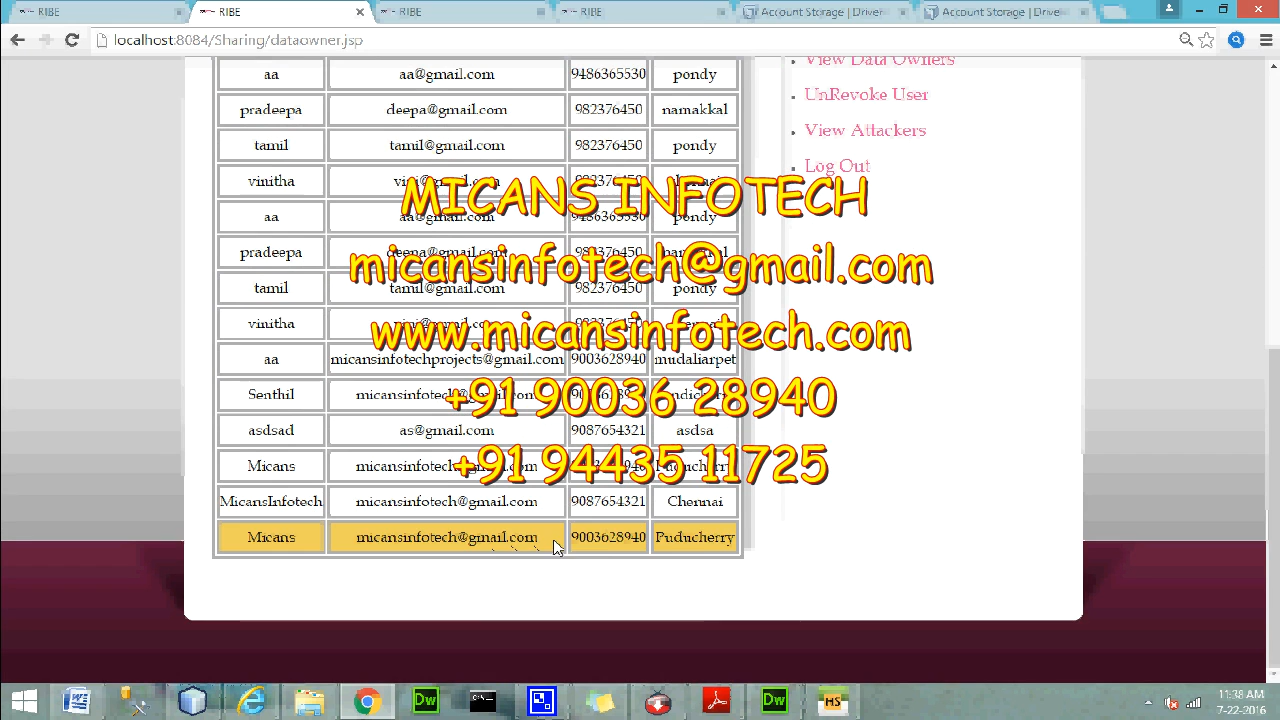 RIBE RIBE RIBE RIBE Account Storage | Driver Account Storage | Drive
localhost:8084/Sharing/dataowner.jsp
aa aa@gmail.com 9486365530 pondy
View Data Owners
pradeepa deepa@gmail.com 982376450 namakkal
UnRevoke User
tamil tamil@gmail.com 982376450 pondy
View Attackers
Log Out
vinitha
MICANS INFOTECH
aa
pradeepa
micansinfotech@gmail.com
tamil tamil@gmail.com 982376450 pondy
vinitha
www.micansinfotech.com
aa micansinfotechprojects@gmail.com 9003628940 mudaliarpet
Senthil
+91 90036 28940
asdsad as@gmail.com 9087654321 asdsa
Micans
+91 94435 11725
MicansInfotech micansinfotech@gmail.com 9087654321 Chennai
Micans micansinfotech@gmail.com 9003628940 Puducherry
11:38 AM
7-22-2016